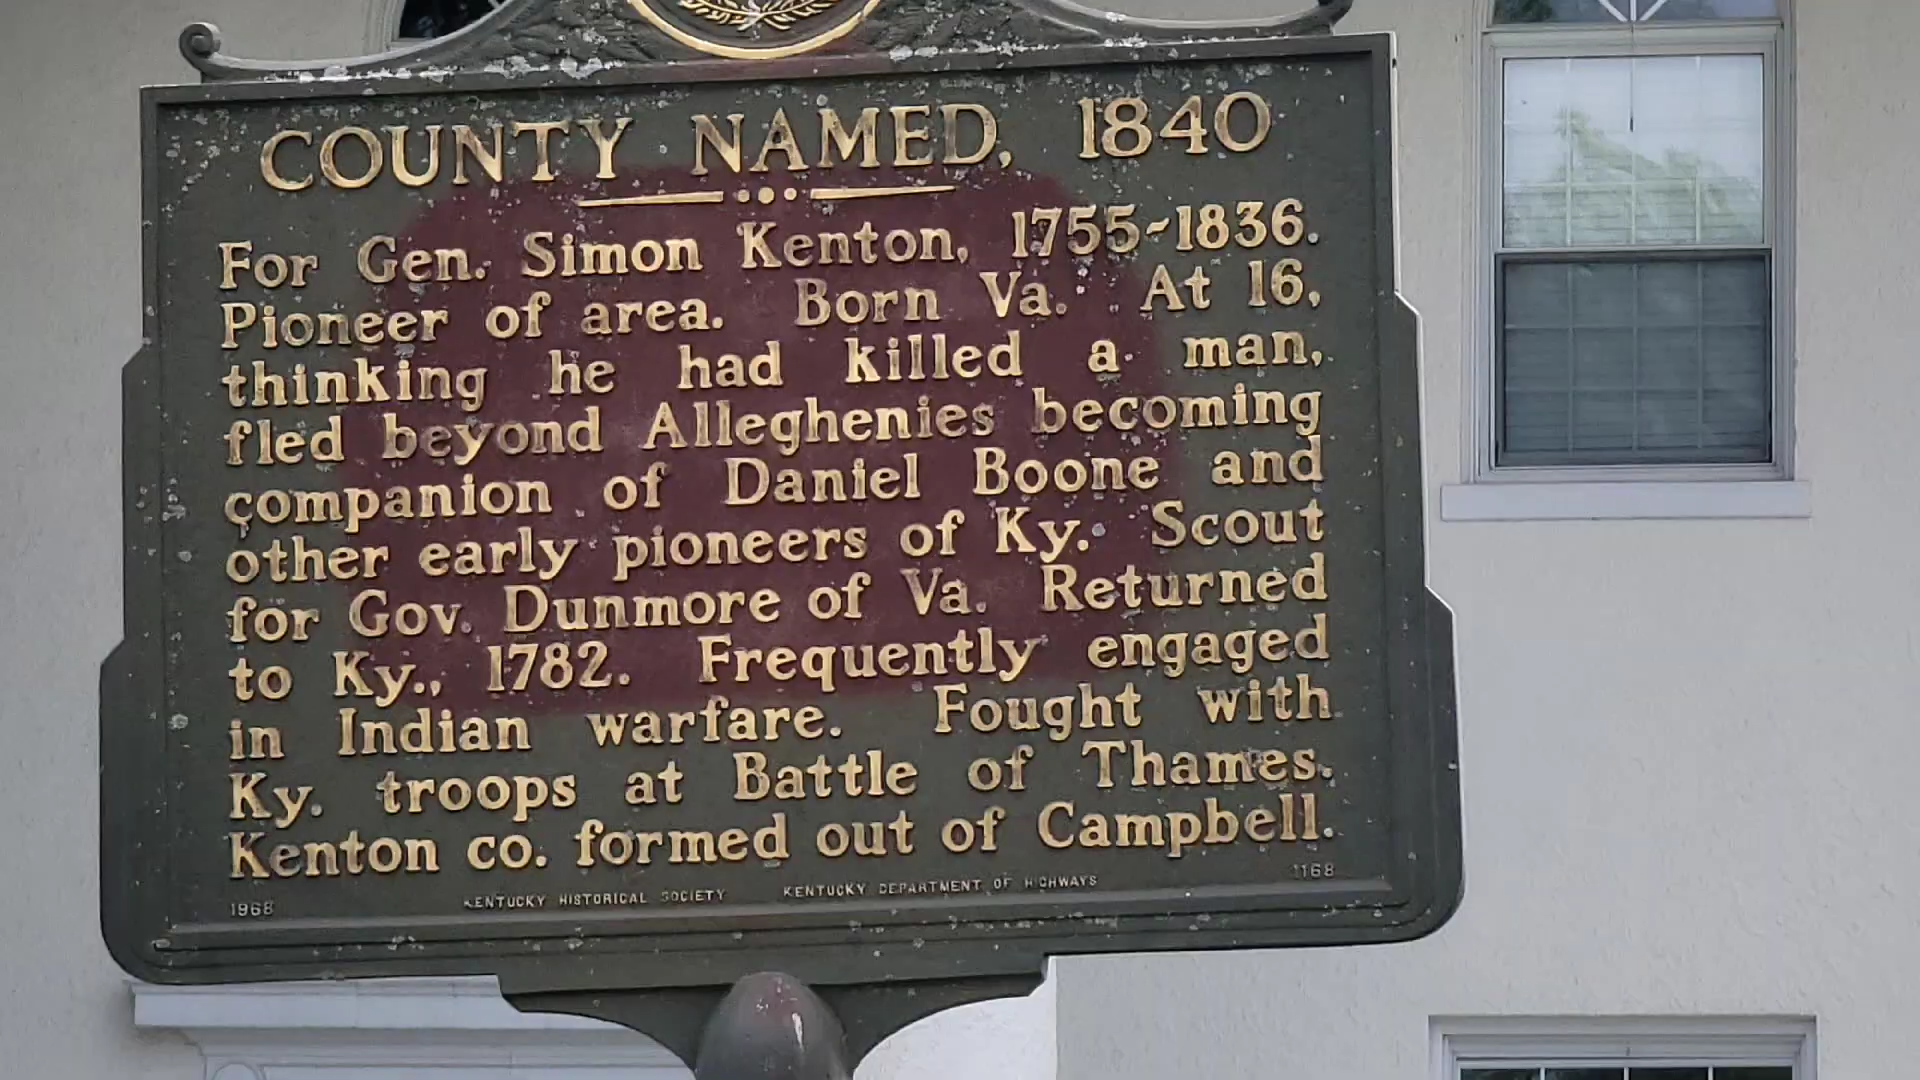 COUNTY NAMED, 1840
For Gen. Simon Kenton, 1755-1836.
Pioneer of area. Born Va. At 16,
thinking he had killed a man,
fled beyond Alleghenies becoming
companion of Daniel Boone and
other early pioneers of Ky. Scout
for Gov. Dunmore of Va. Returned
to Ky., 1782. Frequently engaged
in Indian warfare. Fought with
Ky. troops at Battle of Thames.
Kenton co. formed out of Campbell.
1968 KENTUCKY HISTORICAL SOCIETY KENTUCKY DEPARTMENT OF HIGHWAYS 1168